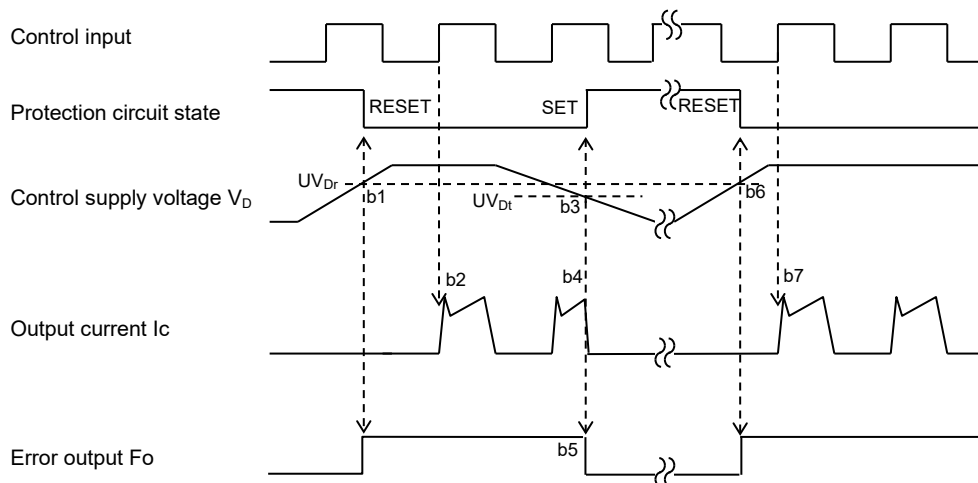 Control input
Protection circuit state
RESET
SET
RESET
Control supply voltage VD
UVDr
b1
UVDt
b3
b6
b2
b4
b7
Output current Ic
Error output Fo
b5